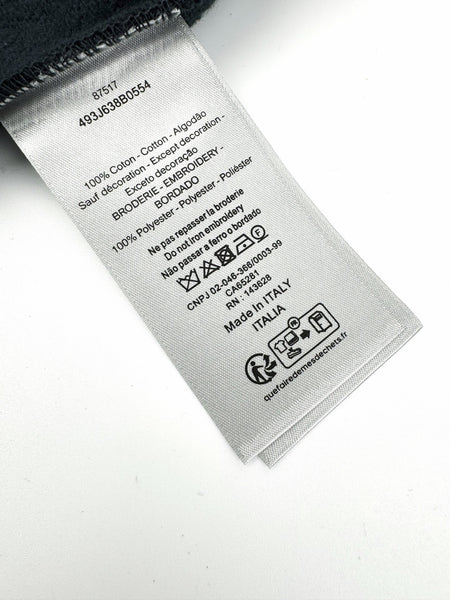 87517
493J638B0554
100% Coton - Cotton - Algodão
Sauf décoration - Except decoration -
Exceto decoração
BRODERIE - EMBROIDERY -
BORDADO
100% Polyester - Polyester - Poliéster
Ne pas repasser la broderie
Do not iron embroidery
Não passar a ferro o bordado
CNPJ 02-046-366/0003-99
CA65281
RN : 143628
Made in ITALY
ITALIA
FR
quefairedemesdechets.fr